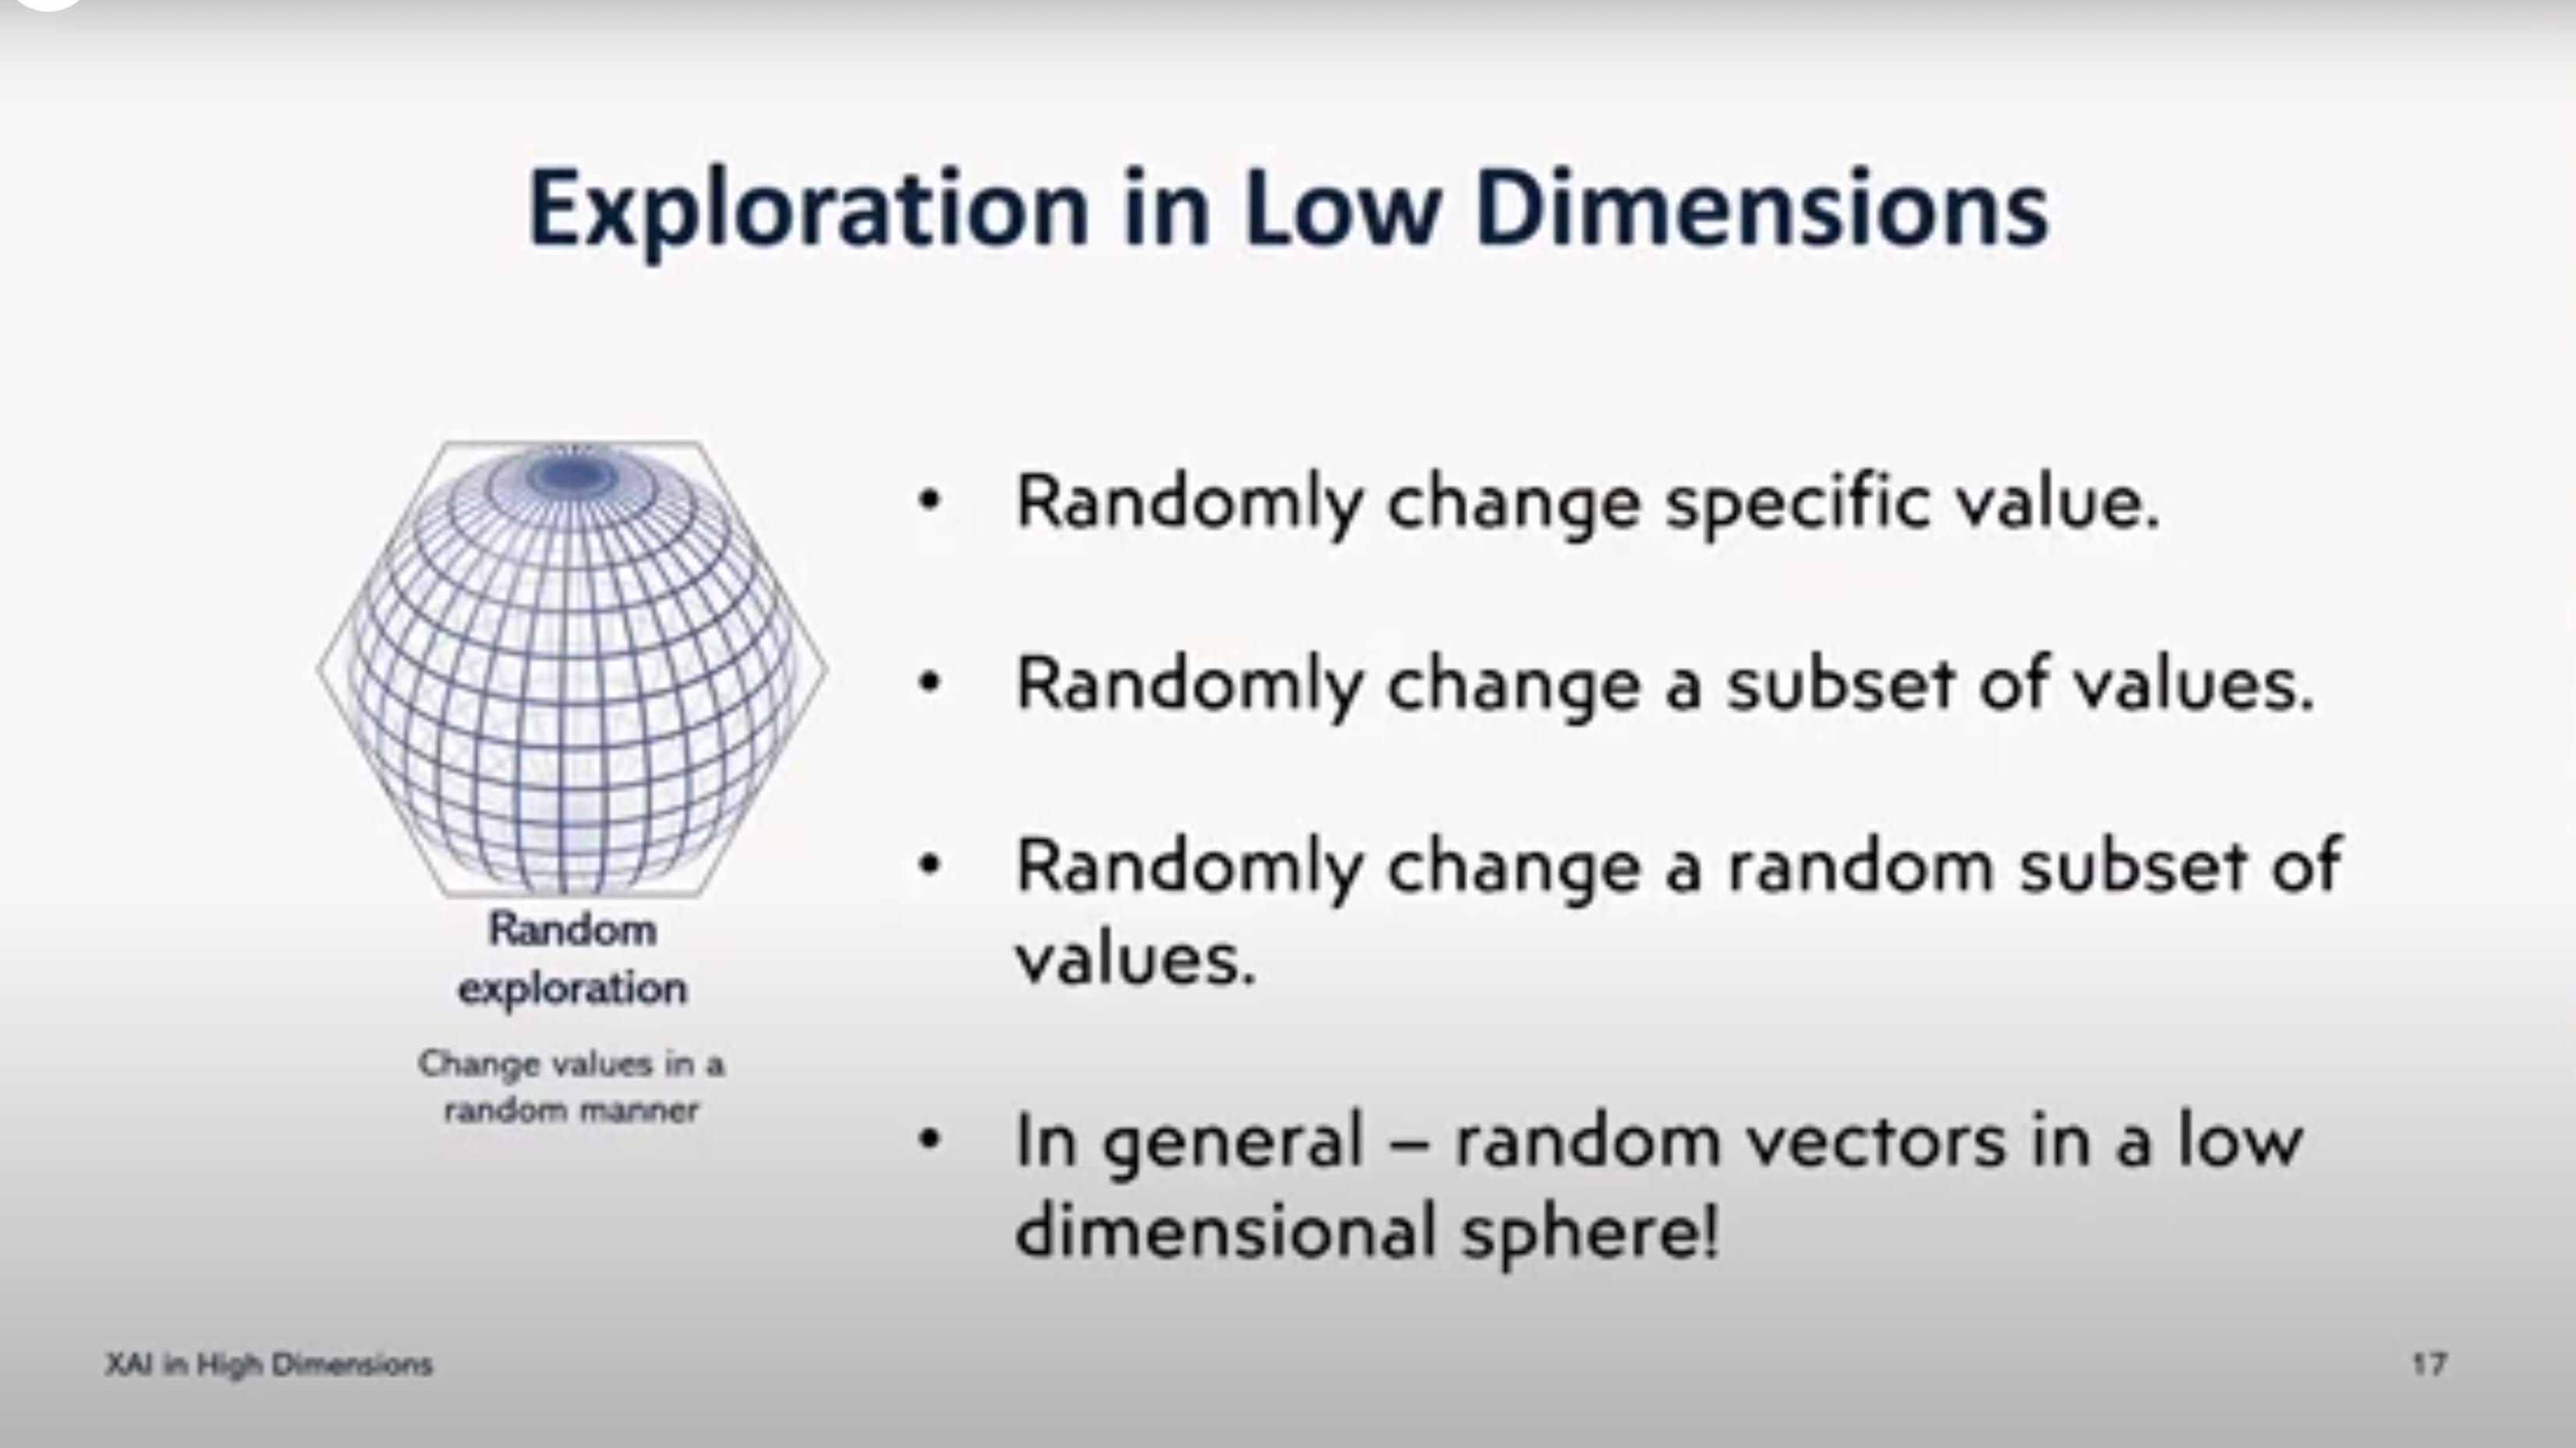 Exploration in Low Dimensions
• Randomly change specific value.
• Randomly change a subset of values.
• Randomly change a random subset of
values.
• In general – random vectors in a low
dimensional sphere!
Random
exploration
Change values in a
random manner
XAI in High Dimensions
17